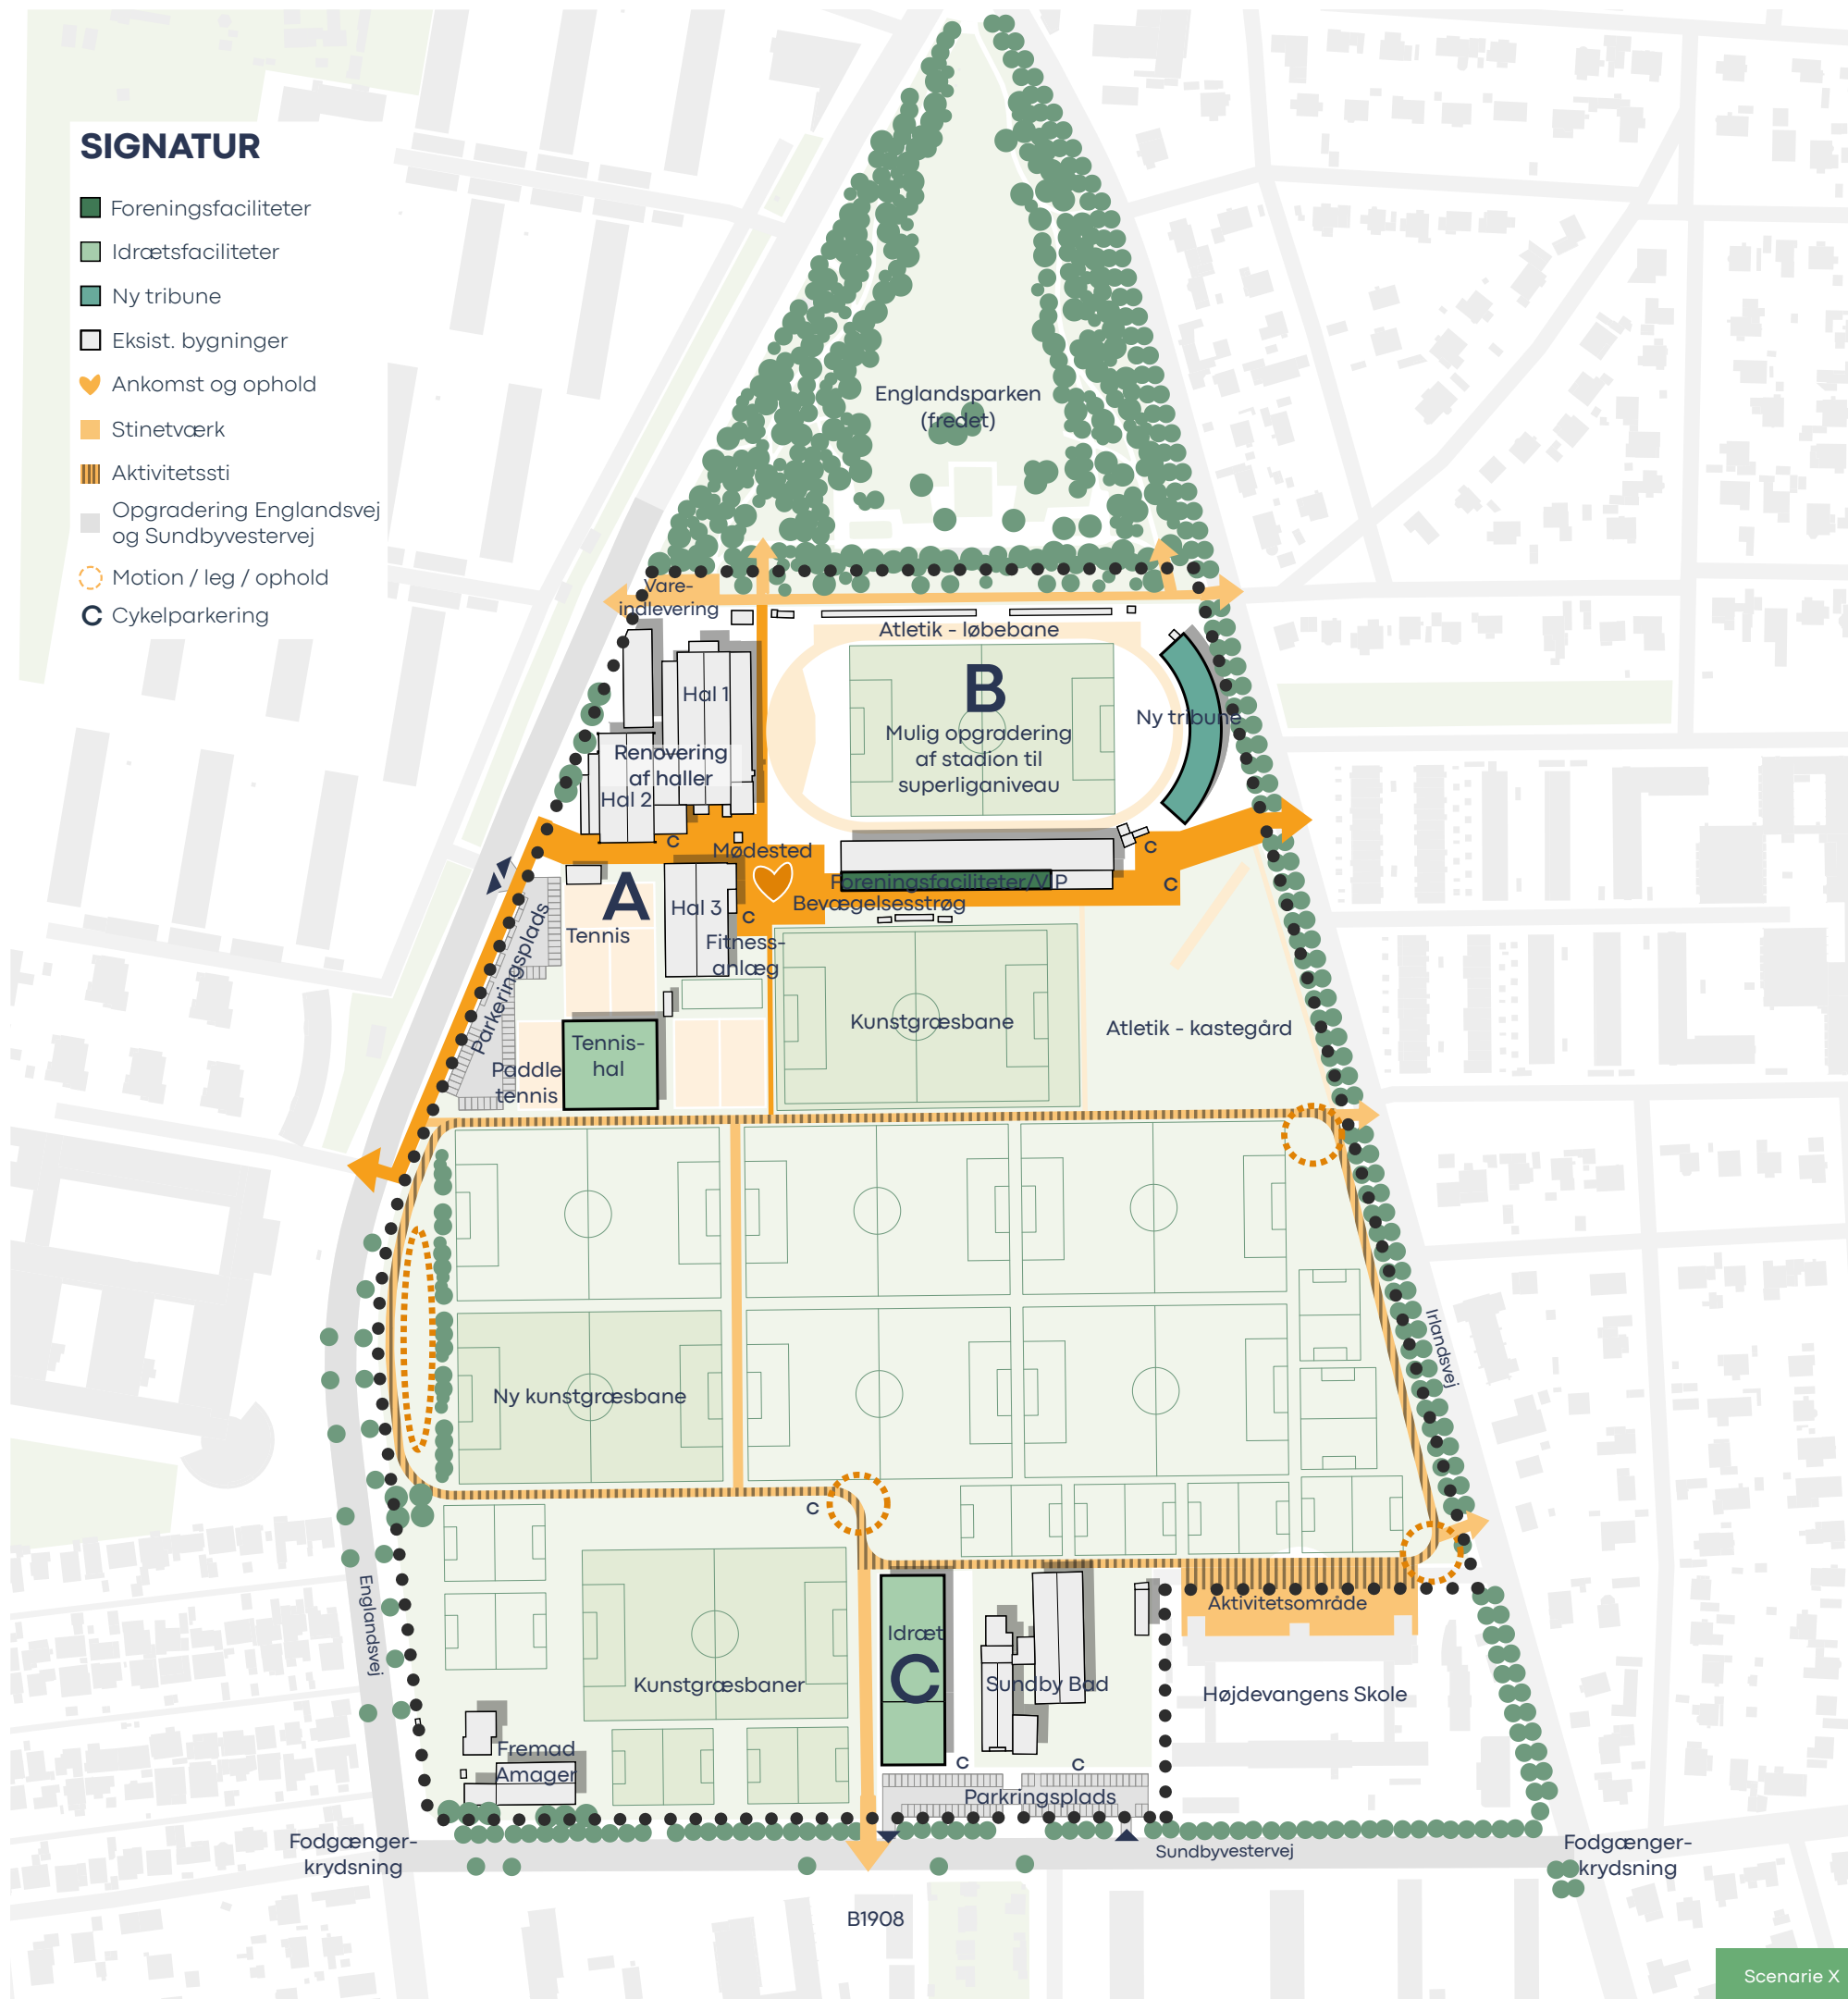 SIGNATUR
Foreningsfaciliteter
Idrætsfaciliteter
Ny tribune
Eksist. bygninger
Ankomst og ophold
Stinetværk
Aktivitetssti
Opgradering Englandsvej
og Sundbyvestervej
Motion / leg / ophold
C Cykelparkering
Englandsparken
(fredet)
Vare-
indlevering
Atletik - løbebane
Hal 1
B
Ny tribune
Mulig opgradering
af stadion til
superliganiveau
Renovering
af haller
Hal 2
C
Mødested
C
Foreningsfaciliteter/VIP
C
A
Hal 3
Bevægelsesstrøg
C
Tennis
Fitness-
anlæg
Parkeringsplads
Kunstgræsbane
Atletik - kastegård
Tennis-
hal
Paddle
tennis
Irlandsvej
Ny kunstgræsbane
C
Englandsvej
Aktivitetsområde
Idræt
C
Kunstgræsbaner
Sundby Bad
Højdevangens Skole
Fremad
Amager
C
C
Parkringsplads
Fodgænger-
krydsning
Sundbyvestervej
Fodgænger-
krydsning
B1908
Scenarie X